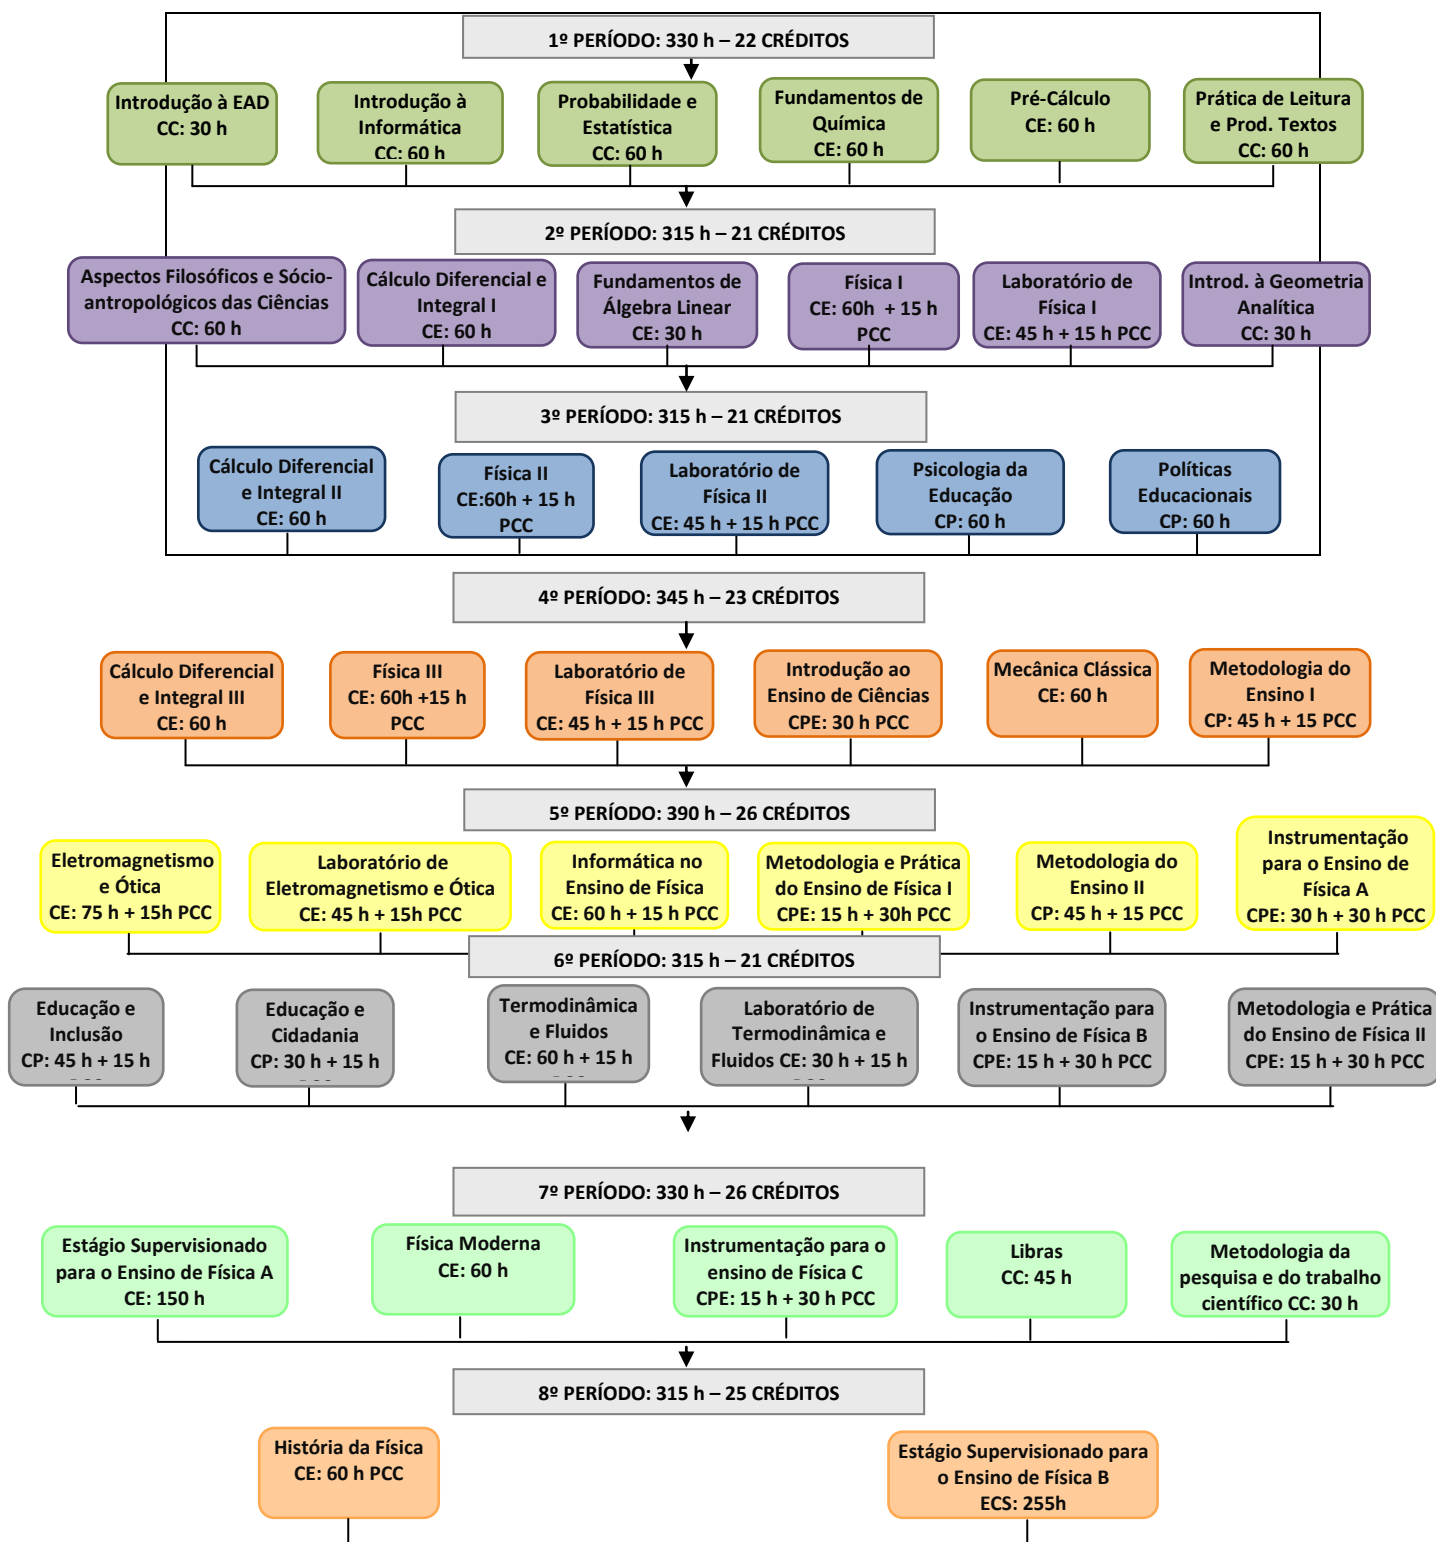 1º PERÍODO: 330 h – 22 CRÉDITOS
Introdução à EAD
CC: 30 h
Introdução à
Informática
CC: 60 h
Probabilidade e
Estatística
CC: 60 h
Fundamentos de
Química
CE: 60 h
Pré-Cálculo
CE: 60 h
Prática de Leitura
e Prod. Textos
CC: 60 h
2º PERÍODO: 315 h – 21 CRÉDITOS
Aspectos Filosóficos e Sócio-
antropológicos das Ciências
CC: 60 h
Cálculo Diferencial e
Integral I
CE: 60 h
Fundamentos de
Álgebra Linear
CE: 30 h
Física I
CE: 60h + 15 h
PCC
Laboratório de
Física I
CE: 45 h + 15 h PCC
Introd. à Geometria
Analítica
CC: 30 h
3º PERÍODO: 315 h – 21 CRÉDITOS
Cálculo Diferencial
e Integral II
CE: 60 h
Física II
CE:60h + 15 h
PCC
Laboratório de
Física II
CE: 45 h + 15 h PCC
Psicologia da
Educação
CP: 60 h
Políticas
Educacionais
CP: 60 h
4º PERÍODO: 345 h – 23 CRÉDITOS
Cálculo Diferencial
e Integral III
CE: 60 h
Física III
CE: 60h +15 h
PCC
Laboratório de
Física III
CE: 45 h + 15 h PCC
Introdução ao
Ensino de Ciências
CPE: 30 h PCC
Mecânica Clássica
CE: 60 h
Metodologia do
Ensino I
CP: 45 h + 15 PCC
5º PERÍODO: 390 h – 26 CRÉDITOS
Eletromagnetismo
e Ótica
CE: 75 h + 15h PCC
Laboratório de
Eletromagnetismo e Ótica
CE: 45 h + 15h PCC
Informática no
Ensino de Física
CE: 60 h + 15 h PCC
Metodologia e Prática
do Ensino de Física I
CPE: 15 h + 30h PCC
Metodologia do
Ensino II
CP: 45 h + 15 PCC
Instrumentação
para o Ensino de
Física A
CPE: 30 h + 30 h PCC
6º PERÍODO: 315 h – 21 CRÉDITOS
Educação e
Inclusão
CP: 45 h + 15 h
Educação e
Cidadania
CP: 30 h + 15 h
Termodinâmica
e Fluidos
CE: 60 h + 15 h
Laboratório de
Termodinâmica e
Fluidos CE: 30 h + 15 h
Instrumentação para
o Ensino de Física B
CPE: 15 h + 30 h PCC
Metodologia e Prática
do Ensino de Física II
CPE: 15 h + 30 h PCC
7º PERÍODO: 330 h – 26 CRÉDITOS
Estágio Supervisionado
para o Ensino de Física A
CE: 150 h
Física Moderna
CE: 60 h
Instrumentação para o
ensino de Física C
CPE: 15 h + 30 h PCC
Libras
CC: 45 h
Metodologia da
pesquisa e do trabalho
científico CC: 30 h
8º PERÍODO: 315 h – 25 CRÉDITOS
História da Física
CE: 60 h PCC
Estágio Supervisionado para
o Ensino de Física B
ECS: 255h